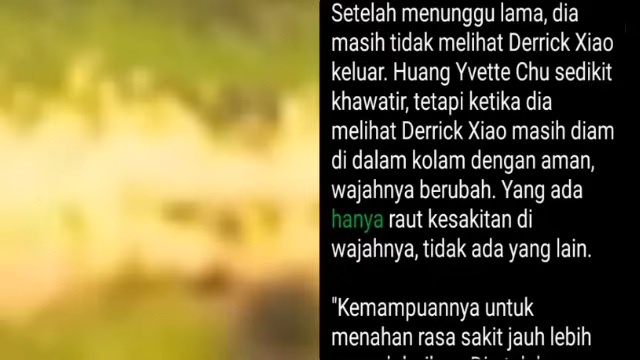 Setelah menunggu lama, dia
masih tidak melihat Derrick Xiao
keluar. Huang Yvette Chu sedikit
khawatir, tetapi ketika dia
melihat Derrick Xiao masih diam
di dalam kolam dengan aman,
wajahnya berubah. Yang ada
hanya raut kesakitan di
wajahnya, tidak ada yang lain.
"Kemampuannya untuk
menahan rasa sakit jauh lebih